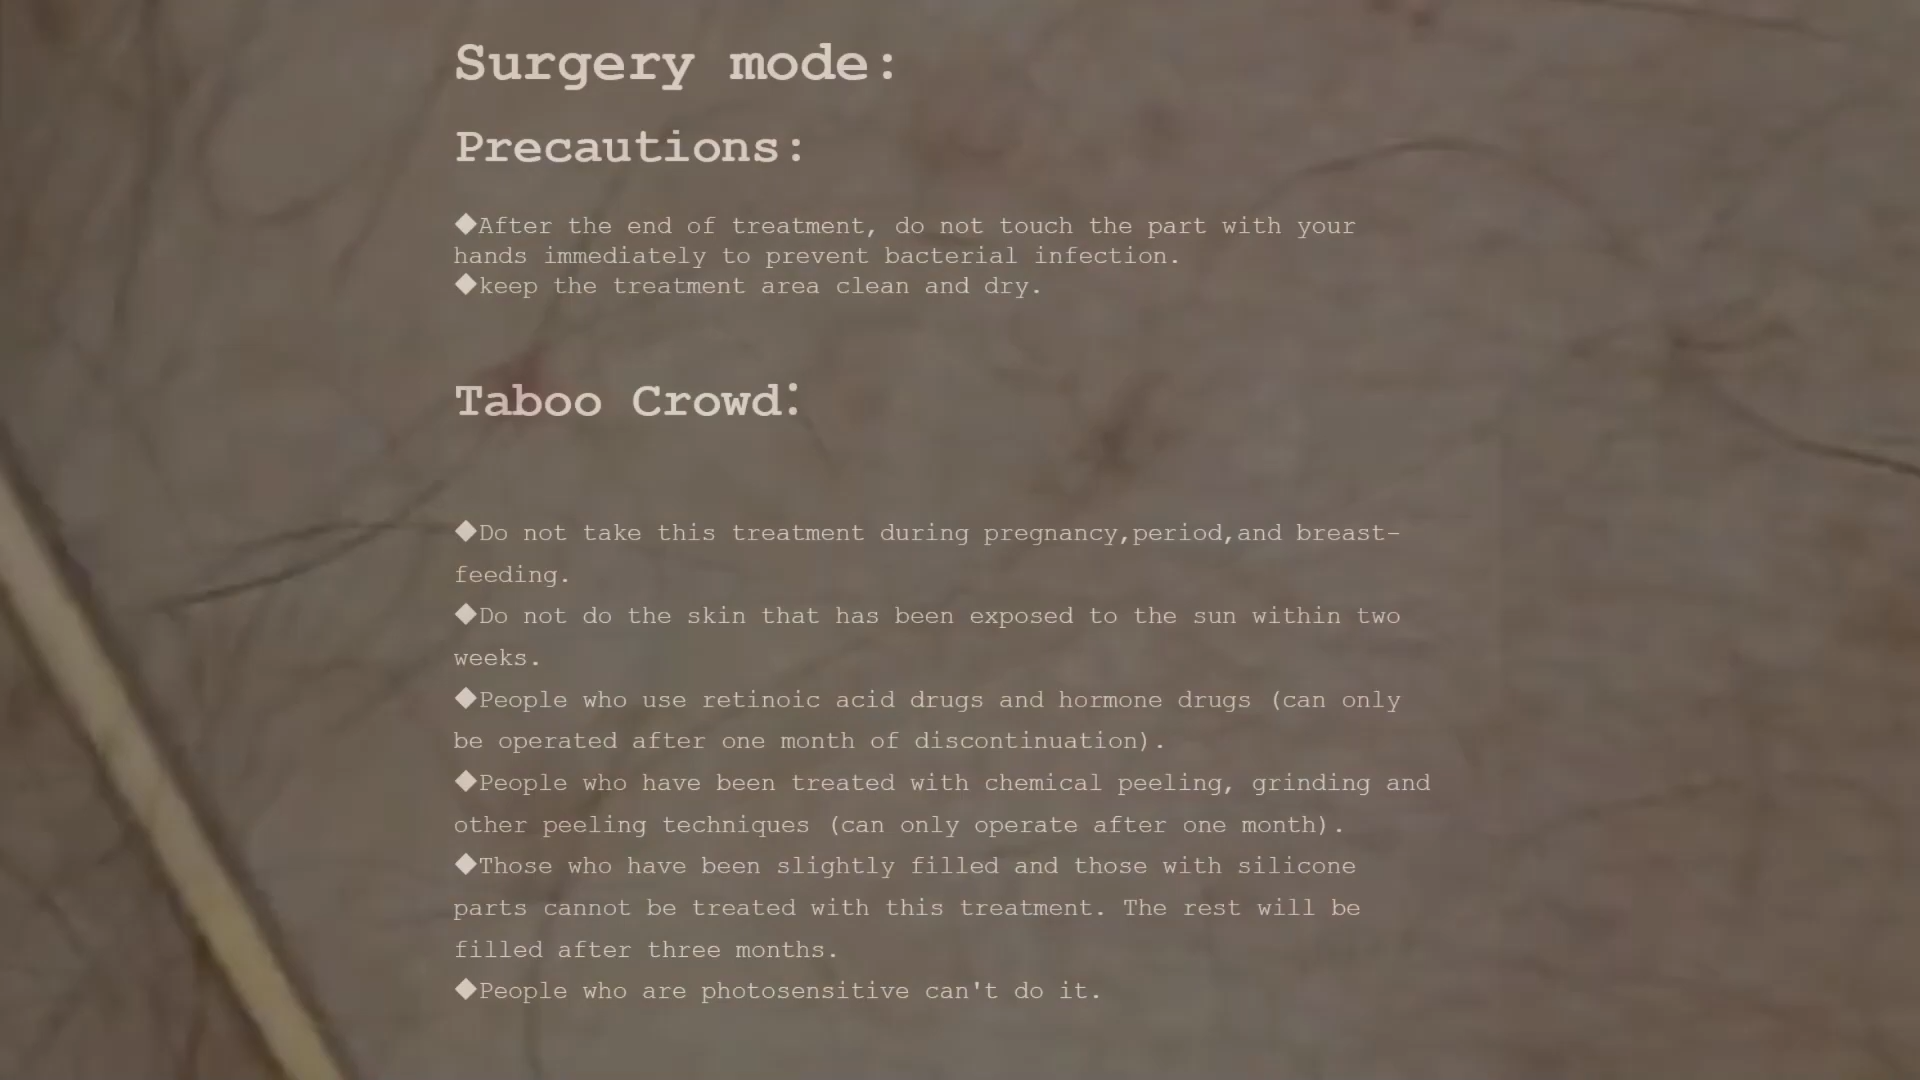 Surgery mode:
Precautions:
◆After the end of treatment, do not touch the part with your
hands immediately to prevent bacterial infection.
◆keep the treatment area clean and dry.
Taboo Crowd:
◆Do not take this treatment during pregnancy,period,and breast-
feeding.
◆Do not do the skin that has been exposed to the sun within two
weeks.
◆People who use retinoic acid drugs and hormone drugs (can only
be operated after one month of discontinuation).
◆People who have been treated with chemical peeling, grinding and
other peeling techniques (can only operate after one month).
◆Those who have been slightly filled and those with silicone
parts cannot be treated with this treatment. The rest will be
filled after three months.
◆People who are photosensitive can't do it.